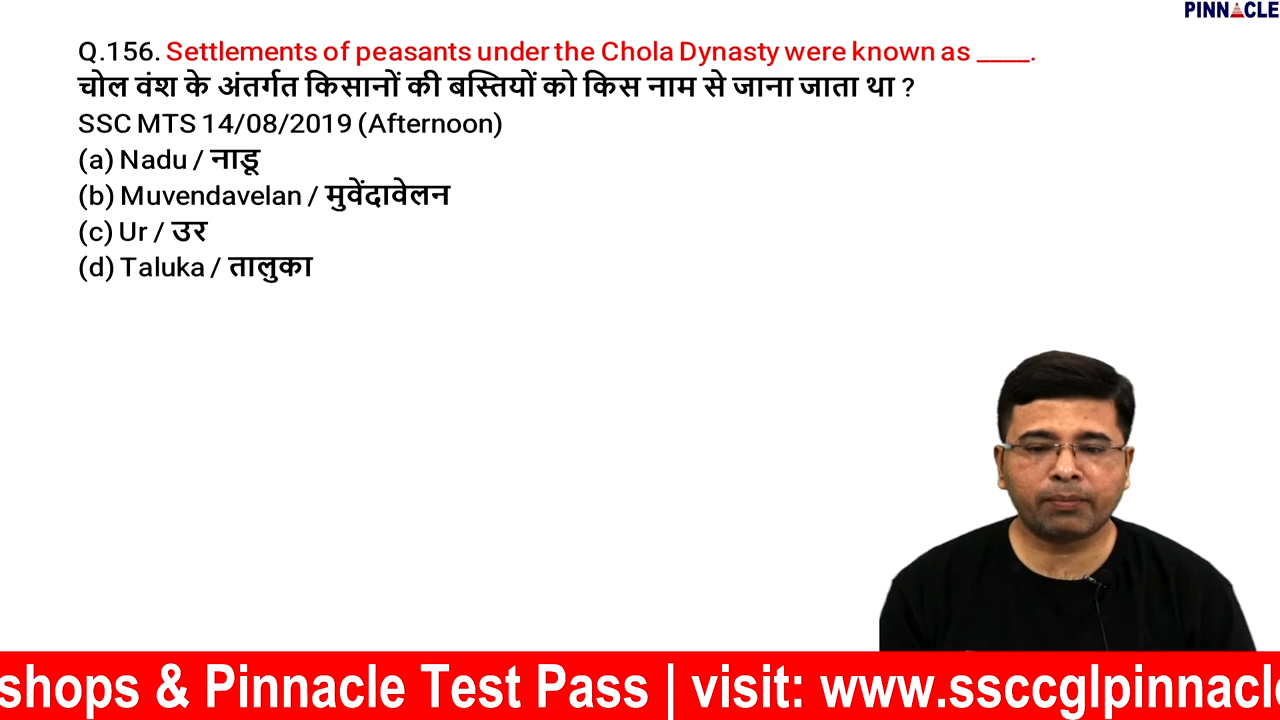 PINNACLE
Q.156. Settlements of peasants under the Chola Dynasty were known as ____.
चोल वंश के अंतर्गत किसानों की बस्तियों को किस नाम से जाना जाता था ?
SSC MTS 14/08/2019 (Afternoon)
(a) Nadu / नाडू
(b) Muvendavelan / मुवेंदावेलन
(c) Ur / उर
(d) Taluka / तालुका
shops & Pinnacle Test Pass | visit: www.ssccglpinnacle